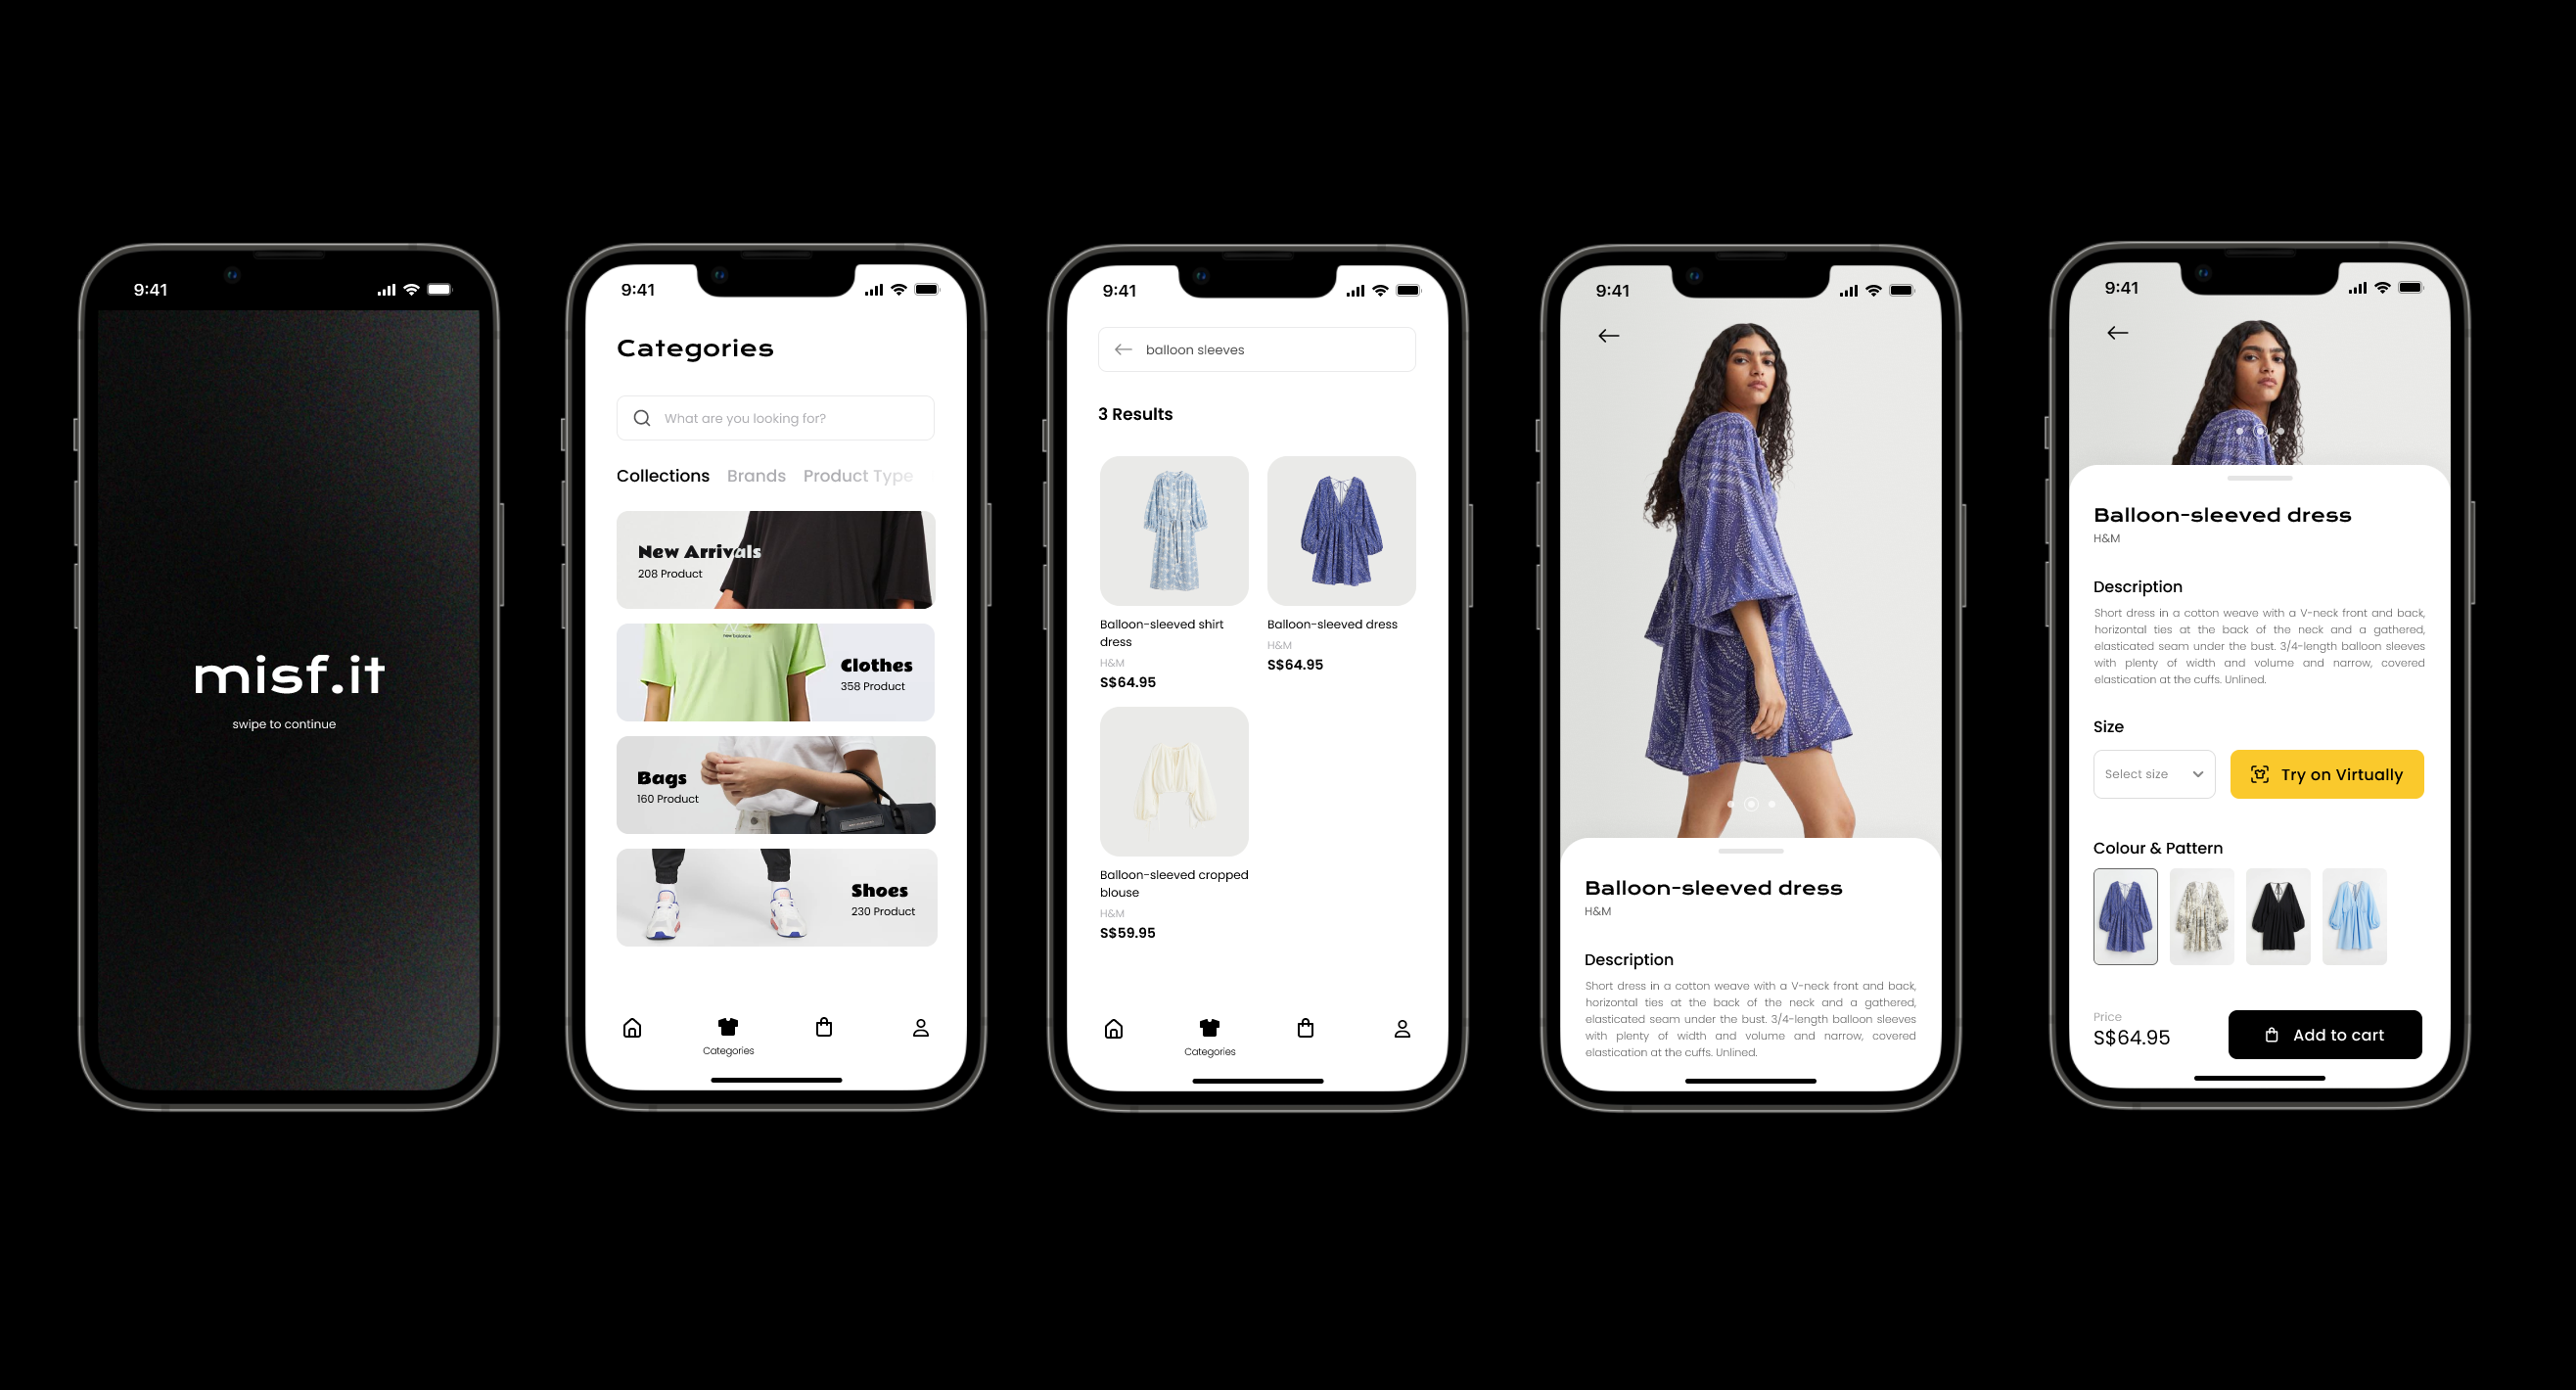 9:41
misf.it
swipe to continue
9:41
Categories
What are you looking for?
Collections Brands Product Type
New Arrivals
208 Product
new balance
Clothes
358 Product
Bags
160 Product
Shoes
230 Product
Categories
9:41
balloon sleeves
3 Results
Balloon-sleeved shirt
dress
H&M
S$64.95
Balloon-sleeved dress
H&M
S$64.95
Balloon-sleeved cropped
blouse
H&M
S$59.95
Categories
9:41
Balloon-sleeved dress
H&M
Description
Short dress in a cotton weave with a V-neck front and back,
horizontal ties at the back of the neck and a gathered,
elasticated seam under the bust. 3/4-length balloon sleeves
with plenty of width and volume and narrow, covered
elastication at the cuffs. Unlined.
9:41
Balloon-sleeved dress
H&M
Description
Short dress in a cotton weave with a V-neck front and back,
horizontal ties at the back of the neck and a gathered,
elasticated seam under the bust. 3/4-length balloon sleeves
with plenty of width and volume and narrow, covered
elastication at the cuffs. Unlined.
Size
Select size
Try on Virtually
Colour & Pattern
Price
S$64.95
Add to cart